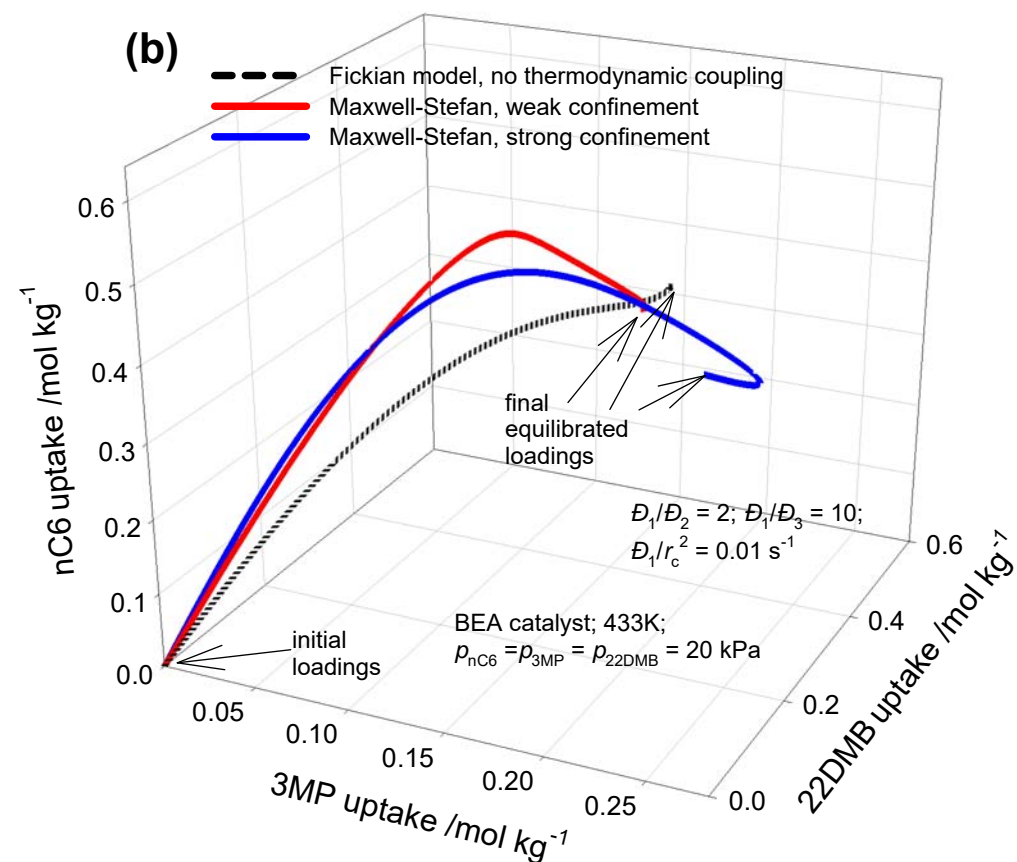 (b)
Fickian model, no thermodynamic coupling
Maxwell-Stefan, weak confinement
Maxwell-Stefan, strong confinement
nC6 uptake /mol kg⁻¹
0.6
0.5
0.4
0.3
0.2
0.1
0.0
final
equilibrated
loadings
initial
loadings
Đ₁/Đ₂ = 2; Đ₁/Đ₃ = 10;
Đ₁/r_c² = 0.01 s⁻¹
BEA catalyst; 433K;
p_nC6 =p_3MP = p_22DMB = 20 kPa
0.05
0.10
0.15
0.20
0.25
3MP uptake /mol kg⁻¹
0.0
0.2
0.4
0.6
22DMB uptake /mol kg⁻¹